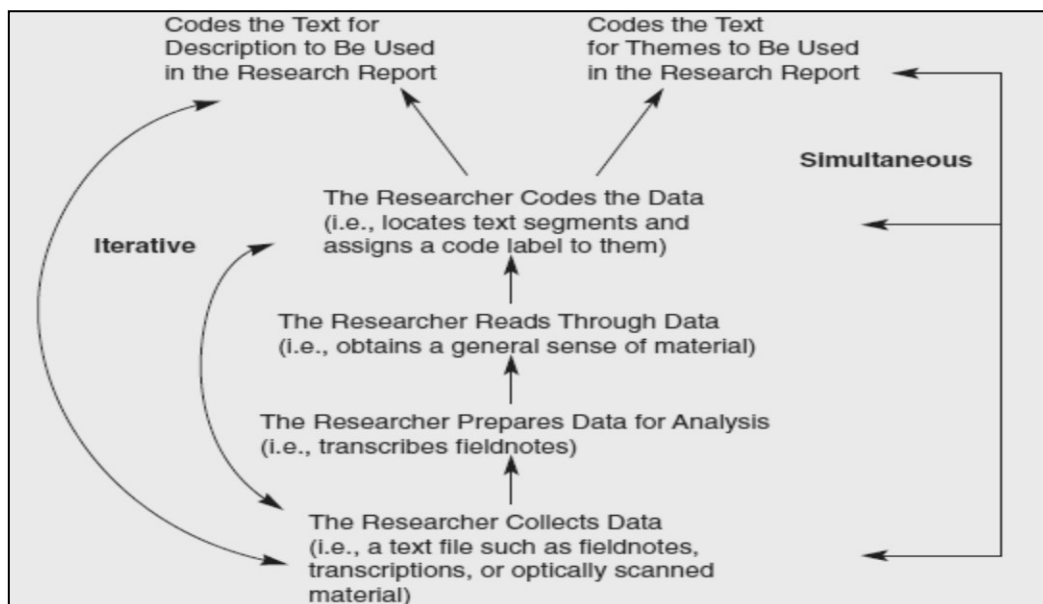 Codes the Text for
Description to Be Used
in the Research Report
Codes the Text
for Themes to Be Used
in the Research Report
Simultaneous
The Researcher Codes the Data
(i.e., locates text segments and
assigns a code label to them)
Iterative
The Researcher Reads Through Data
(i.e., obtains a general sense of material)
The Researcher Prepares Data for Analysis
(i.e., transcribes fieldnotes)
The Researcher Collects Data
(i.e., a text file such as fieldnotes,
transcriptions, or optically scanned
material)